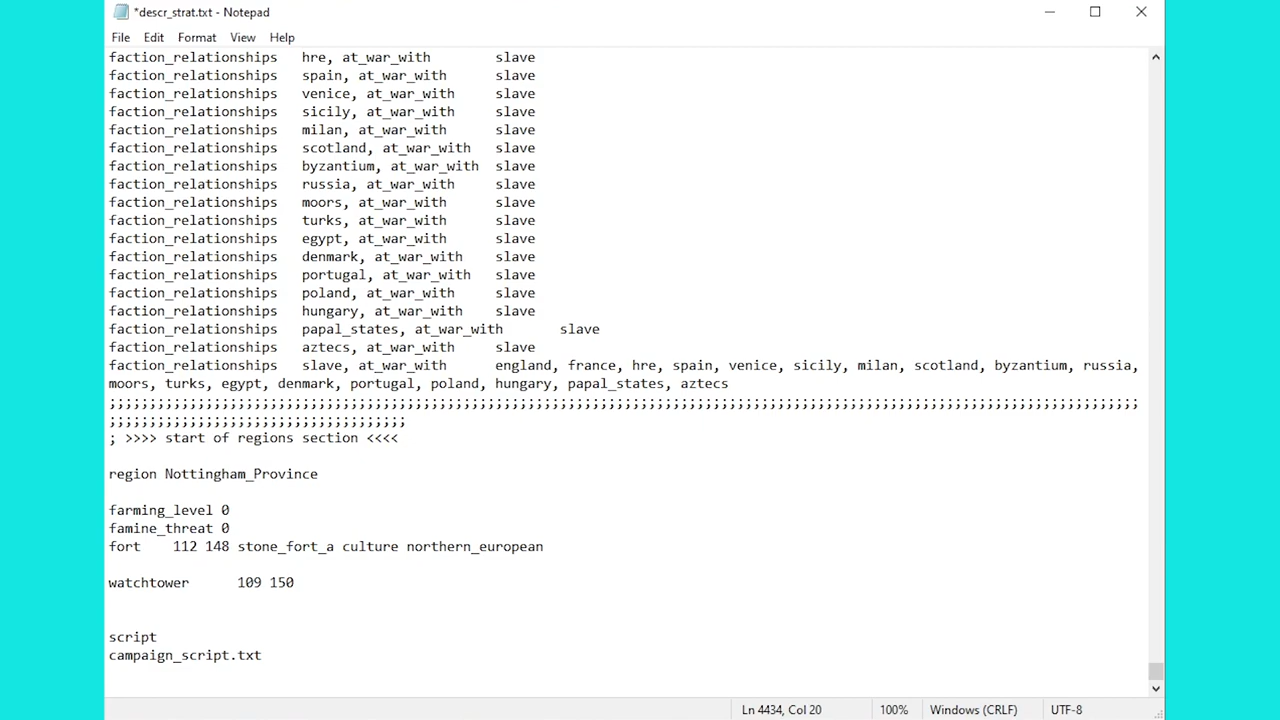 *descr_strat.txt - Notepad
File Edit Format View Help
faction_relationships hre, at_war_with slave
faction_relationships spain, at_war_with slave
faction_relationships venice, at_war_with slave
faction_relationships sicily, at_war_with slave
faction_relationships milan, at_war_with slave
faction_relationships scotland, at_war_with slave
faction_relationships byzantium, at_war_with slave
faction_relationships russia, at_war_with slave
faction_relationships moors, at_war_with slave
faction_relationships turks, at_war_with slave
faction_relationships egypt, at_war_with slave
faction_relationships denmark, at_war_with slave
faction_relationships portugal, at_war_with slave
faction_relationships poland, at_war_with slave
faction_relationships hungary, at_war_with slave
faction_relationships papal_states, at_war_with slave
faction_relationships aztecs, at_war_with slave
faction_relationships slave, at_war_with england, france, hre, spain, venice, sicily, milan, scotland, byzantium, russia,
moors, turks, egypt, denmark, portugal, poland, hungary, papal_states, aztecs
;;;;;;;;;;;;;;;;;;;;;;;;;;;;;;;;;;;;;;;;;;;;;;;;;;;;;;;;;;;;;;;;;;;;;;;;;;;;;;;;;;;;;;;;;;;;;;;;;;;;;;;;;;;;;;;;;;;;;;;;;;;;;;;;
;;;;;;;;;;;;;;;;;;;;;;;;;;;;;;;;;;;;;
; >>>> start of regions section <<<<
region Nottingham_Province
farming_level 0
famine_threat 0
fort 112 148 stone_fort_a culture northern_european
watchtower 109 150
script
campaign_script.txt
Ln 4434, Col 20 100% Windows (CRLF) UTF-8